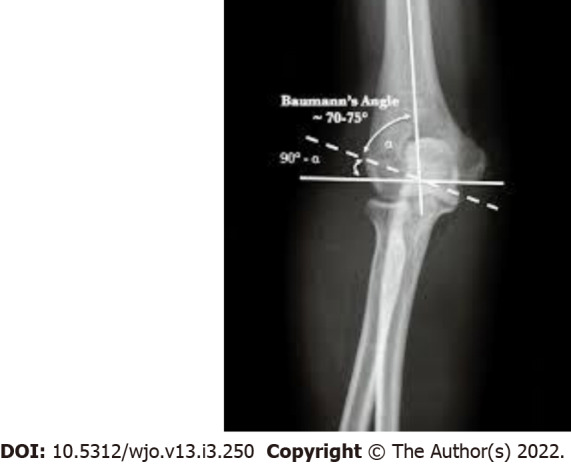 Baumann's Angle
~ 70-75°
α
90° - α
DOI: 10.5312/wjo.v13.i3.250 Copyright © The Author(s) 2022.